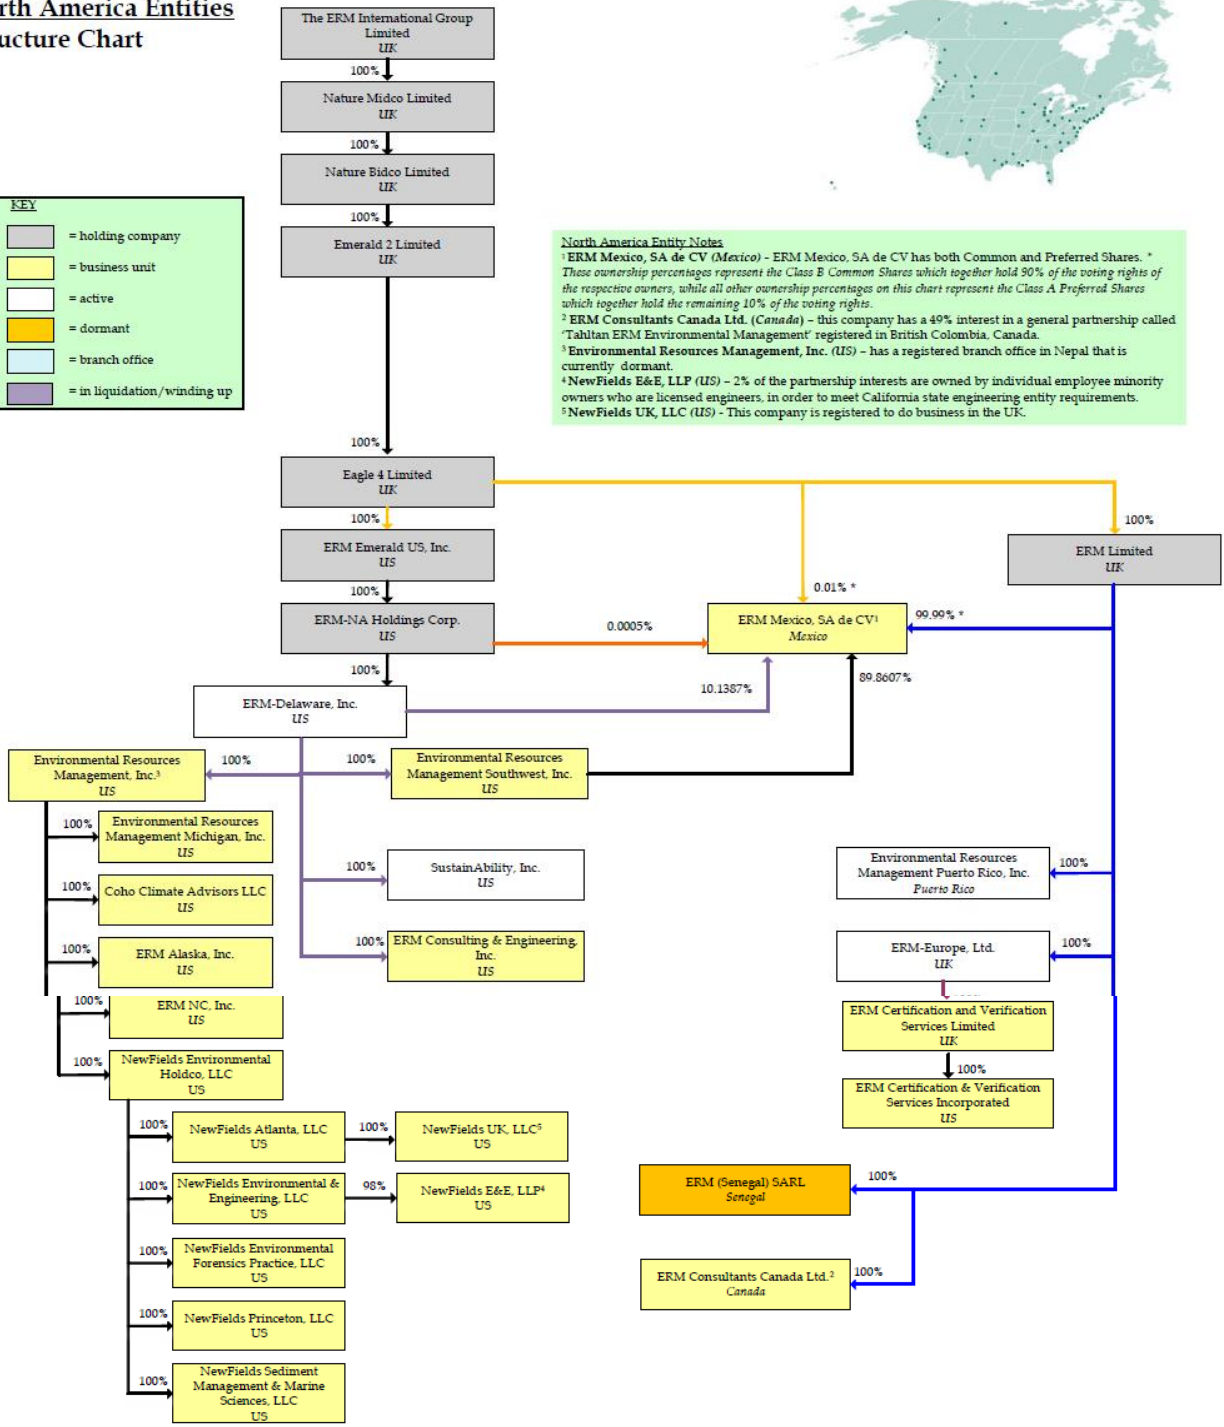 rth America Entities
ucture Chart
The ERM International Group
Limited
UK
100%
Nature Midco Limited
UK
100%
Nature Bidco Limited
UK
100%
Emerald 2 Limited
UK
KEY
= holding company
= business unit
= active
= dormant
= branch office
= in liquidation/winding up
North America Entity Notes
¹ ERM Mexico, SA de CV (Mexico) - ERM Mexico, SA de CV has both Common and Preferred Shares. *
These ownership percentages represent the Class B Common Shares which together hold 90% of the voting rights of
the respective owners, while all other ownership percentages on this chart represent the Class A Preferred Shares
which together hold the remaining 10% of the voting rights.
² ERM Consultants Canada Ltd. (Canada) – this company has a 49% interest in a general partnership called
'Tahltan ERM Environmental Management' registered in British Colombia, Canada.
³ Environmental Resources Management, Inc. (US) – has a registered branch office in Nepal that is
currently dormant.
⁴ NewFields E&E, LLP (US) – 2% of the partnership interests are owned by individual employee minority
owners who are licensed engineers, in order to meet California state engineering entity requirements.
⁵ NewFields UK, LLC (US) - This company is registered to do business in the UK.
100%
Eagle 4 Limited
UK
100%
ERM Emerald US, Inc.
US
100%
ERM-NA Holdings Corp.
US
100%
100%
ERM Limited
UK
0.01% *
0.0005%
ERM Mexico, SA de CV¹
Mexico
99.99% *
10.1387%
89.8607%
ERM-Delaware, Inc.
US
Environmental Resources
Management, Inc.³
US
100%
100%
Environmental Resources
Management Southwest, Inc.
US
100%
Environmental Resources
Management Michigan, Inc.
US
100%
Coho Climate Advisors LLC
US
100%
ERM Alaska, Inc.
US
100%
SustainAbility, Inc.
US
100%
ERM Consulting & Engineering,
Inc.
US
Environmental Resources
Management Puerto Rico, Inc.
Puerto Rico
100%
ERM-Europe, Ltd.
UK
100%
100%
ERM NC, Inc.
US
100%
NewFields Environmental
Holdco, LLC
US
ERM Certification and Verification
Services Limited
UK
100%
ERM Certification & Verification
Services Incorporated
US
100%
NewFields Atlanta, LLC
US
100%
NewFields UK, LLC⁵
US
100%
NewFields Environmental &
Engineering, LLC
US
98%
NewFields E&E, LLP⁴
US
100%
NewFields Environmental
Forensics Practice, LLC
US
100%
NewFields Princeton, LLC
US
100%
NewFields Sediment
Management & Marine
Sciences, LLC
US
ERM (Senegal) SARL
Senegal
100%
ERM Consultants Canada Ltd.²
Canada
100%